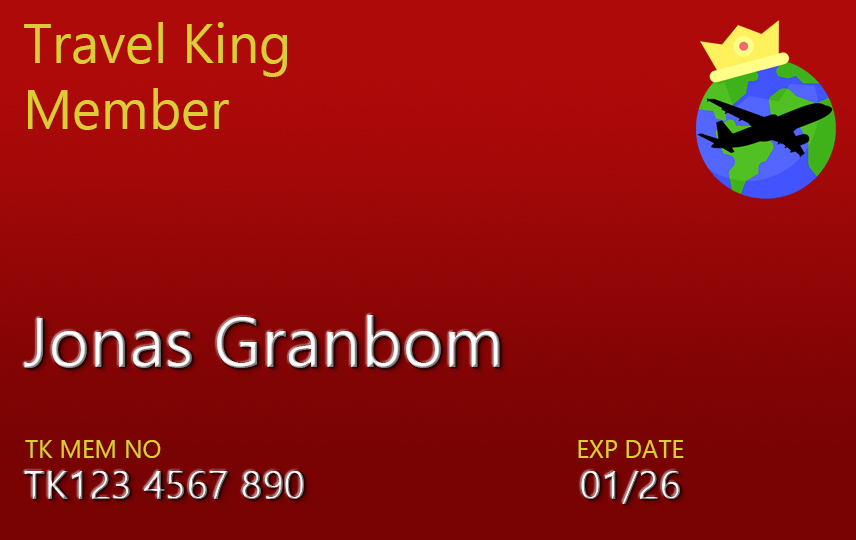 Travel King
Member
Jonas Granbom
TK MEM NO
EXP DATE
TK123 4567 890
01/26